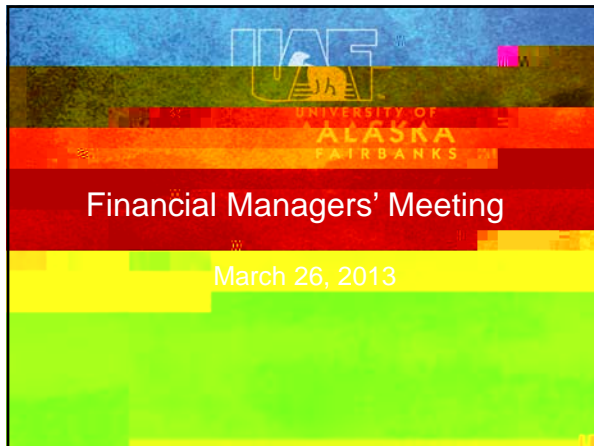 UAF
UNIVERSITY OF
ALASKA
FAIRBANKS
Financial Managers' Meeting
March 26, 2013